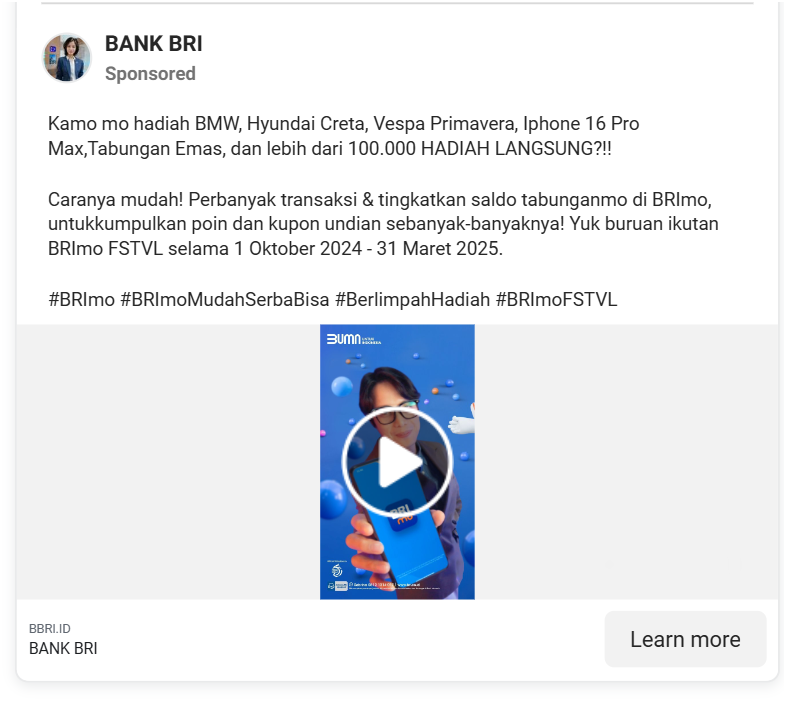 BANK BRI
Sponsored
Kamo mo hadiah BMW, Hyundai Creta, Vespa Primavera, Iphone 16 Pro
Max,Tabungan Emas, dan lebih dari 100.000 HADIAH LANGSUNG?!!
Caranya mudah! Perbanyak transaksi & tingkatkan saldo tabunganmo di BRImo,
untukkumpulkan poin dan kupon undian sebanyak-banyaknya! Yuk buruan ikutan
BRImo FSTVL selama 1 Oktober 2024 - 31 Maret 2025.
#BRImo #BRImoMudahSerbaBisa #BerlimpahHadiah #BRImoFSTVL
BUMN UNTUK
INDONESIA
BRI
mo
BBRI.ID
BANK BRI
Learn more